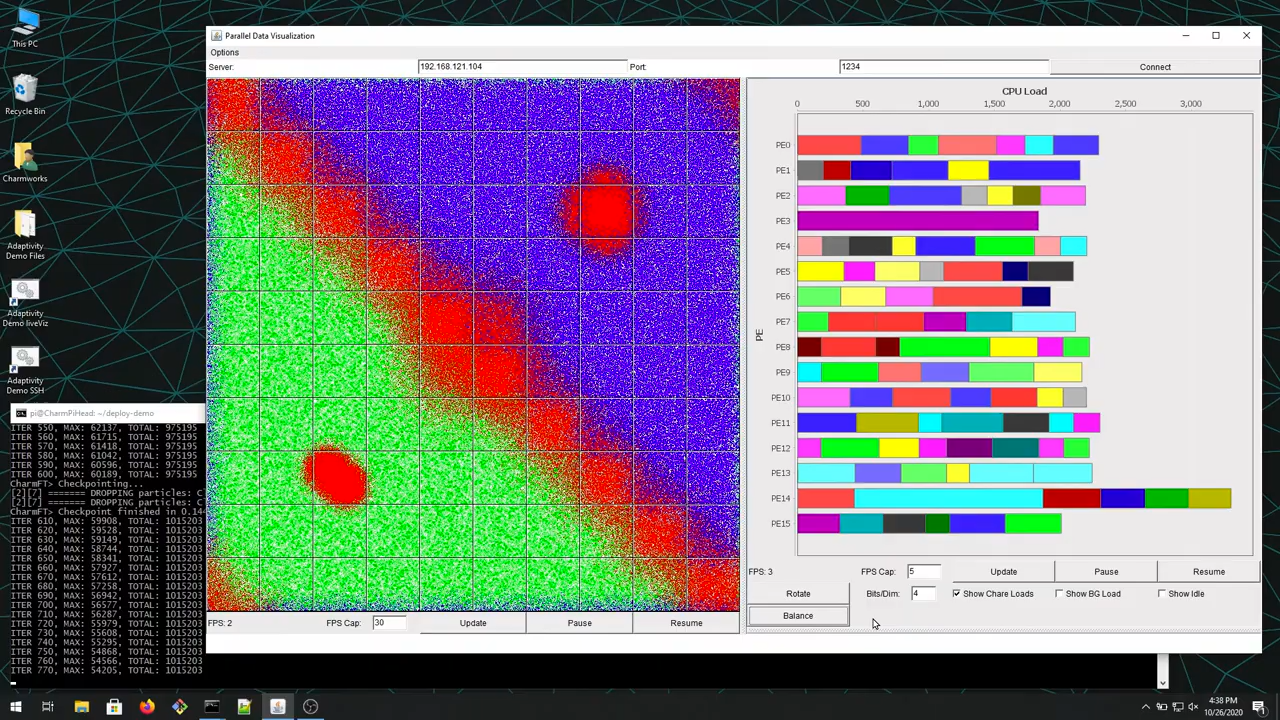 This PC
Recycle Bin
Charmworks
Adaptivity
Demo Files
Adaptivity
Demo liveViz
Adaptivity
Demo SSH
Parallel Data Visualization
Options
Server:
192.168.121.104
Port:
1234
Connect
CPU Load
0
500
1,000
1,500
2,000
2,500
3,000
PE
PE0
PE1
PE2
PE3
PE4
PE5
PE6
PE7
PE8
PE9
PE10
PE11
PE12
PE13
PE14
PE15
FPS: 3
FPS Cap:
5
Update
Pause
Resume
Rotate
Bits/Dim:
4
Show Chare Loads
Show BG Load
Show Idle
Balance
FPS: 2
FPS Cap:
30
Update
Pause
Resume
pi@CharmPiHead: ~/deploy-demo
ITER 550, MAX: 62137, TOTAL: 975195
ITER 560, MAX: 61715, TOTAL: 975195
ITER 570, MAX: 61418, TOTAL: 975195
ITER 580, MAX: 61042, TOTAL: 975195
ITER 590, MAX: 60596, TOTAL: 975195
ITER 600, MAX: 60189, TOTAL: 975195
CharmFT> Checkpointing...
[2][7] ======= DROPPING particles: C
[2][7] ======= DROPPING particles: C
CharmFT> Checkpoint finished in 0.144
ITER 610, MAX: 59908, TOTAL: 1015203
ITER 620, MAX: 59528, TOTAL: 1015203
ITER 630, MAX: 59149, TOTAL: 1015203
ITER 640, MAX: 58744, TOTAL: 1015203
ITER 650, MAX: 58341, TOTAL: 1015203
ITER 660, MAX: 57927, TOTAL: 1015203
ITER 670, MAX: 57612, TOTAL: 1015203
ITER 680, MAX: 57258, TOTAL: 1015203
ITER 690, MAX: 56942, TOTAL: 1015203
ITER 700, MAX: 56577, TOTAL: 1015203
ITER 710, MAX: 56287, TOTAL: 1015203
ITER 720, MAX: 55979, TOTAL: 1015203
ITER 730, MAX: 55608, TOTAL: 1015203
ITER 740, MAX: 55295, TOTAL: 1015203
ITER 750, MAX: 54868, TOTAL: 1015203
ITER 760, MAX: 54566, TOTAL: 1015203
ITER 770, MAX: 54205, TOTAL: 1015203
4:38 PM
10/26/2020